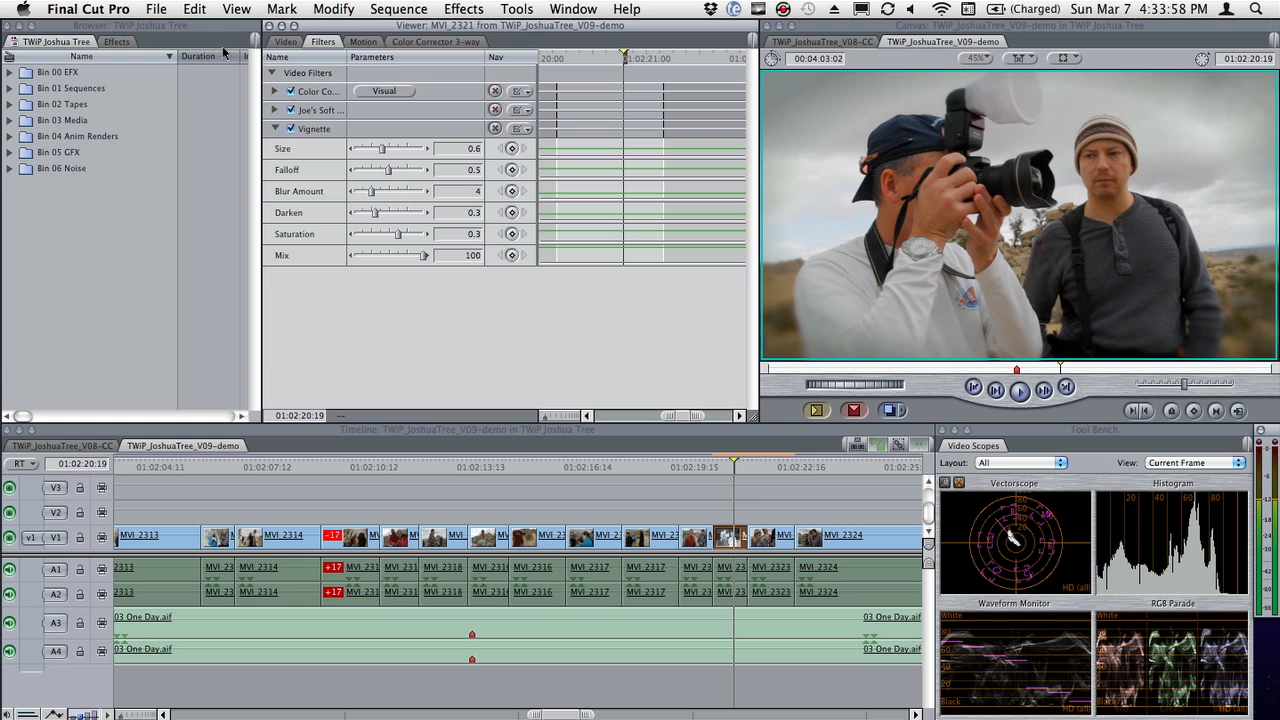 Final Cut Pro File Edit View Mark Modify Sequence Effects Tools Window Help (Charged) Sun Mar 7 4:33:58 PM
Browser: TWiP Joshua Tree
Viewer: MVI_2321 from TWiP_JoshuaTree_V09-demo
Canvas: TWiP_JoshuaTree_V09-demo in TWiP Joshua Tree
TWiP Joshua Tree Effects
Video Filters Motion Color Corrector 3-way
TWiP_JoshuaTree_V08-CC TWiP_JoshuaTree_V09-demo
Name Duration
Bin 00 EFX
Bin 01 Sequences
Bin 02 Tapes
Bin 03 Media
Bin 04 Anim Renders
Bin 05 GFX
Bin 06 Noise
Name Parameters Nav 01:02:21:00
Video Filters
Color Co... Visual
Joe's Soft ...
Vignette
Size 0.6
Falloff 0.5
Blur Amount 4
Darken 0.3
Saturation 0.3
Mix 100
01:02:20:19 --
00:04:03:02 45% 01:02:20:19
Timeline: TWiP_JoshuaTree_V09-demo in TWiP Joshua Tree
TWiP_JoshuaTree_V08-CC TWiP_JoshuaTree_V09-demo
RT 01:02:20:19 01:02:04:11 01:02:07:12 01:02:10:12 01:02:13:13 01:02:16:14 01:02:19:15 01:02:22:16 01:02:25:
V3
V2
v1 V1 MVI_2313 MVI_2314 -17 MVI_2324
A1 2313 MVI_2314 +17 MVI_2318 MVI_2316 MVI_2317 MVI_2317 MVI_2323 MVI_2324
A2 2313 MVI_2314 +17 MVI_2318 MVI_2316 MVI_2317 MVI_2317 MVI_2323 MVI_2324
A3 03 One Day.aif 03 One Day.aif
A4 03 One Day.aif 03 One Day.aif
Tool Bench
Video Scopes
Layout: All View: Current Frame
Vectorscope Histogram
20 40 60 80
HD (all)
HD (all)
Waveform Monitor RGB Parade
White White
Black Black